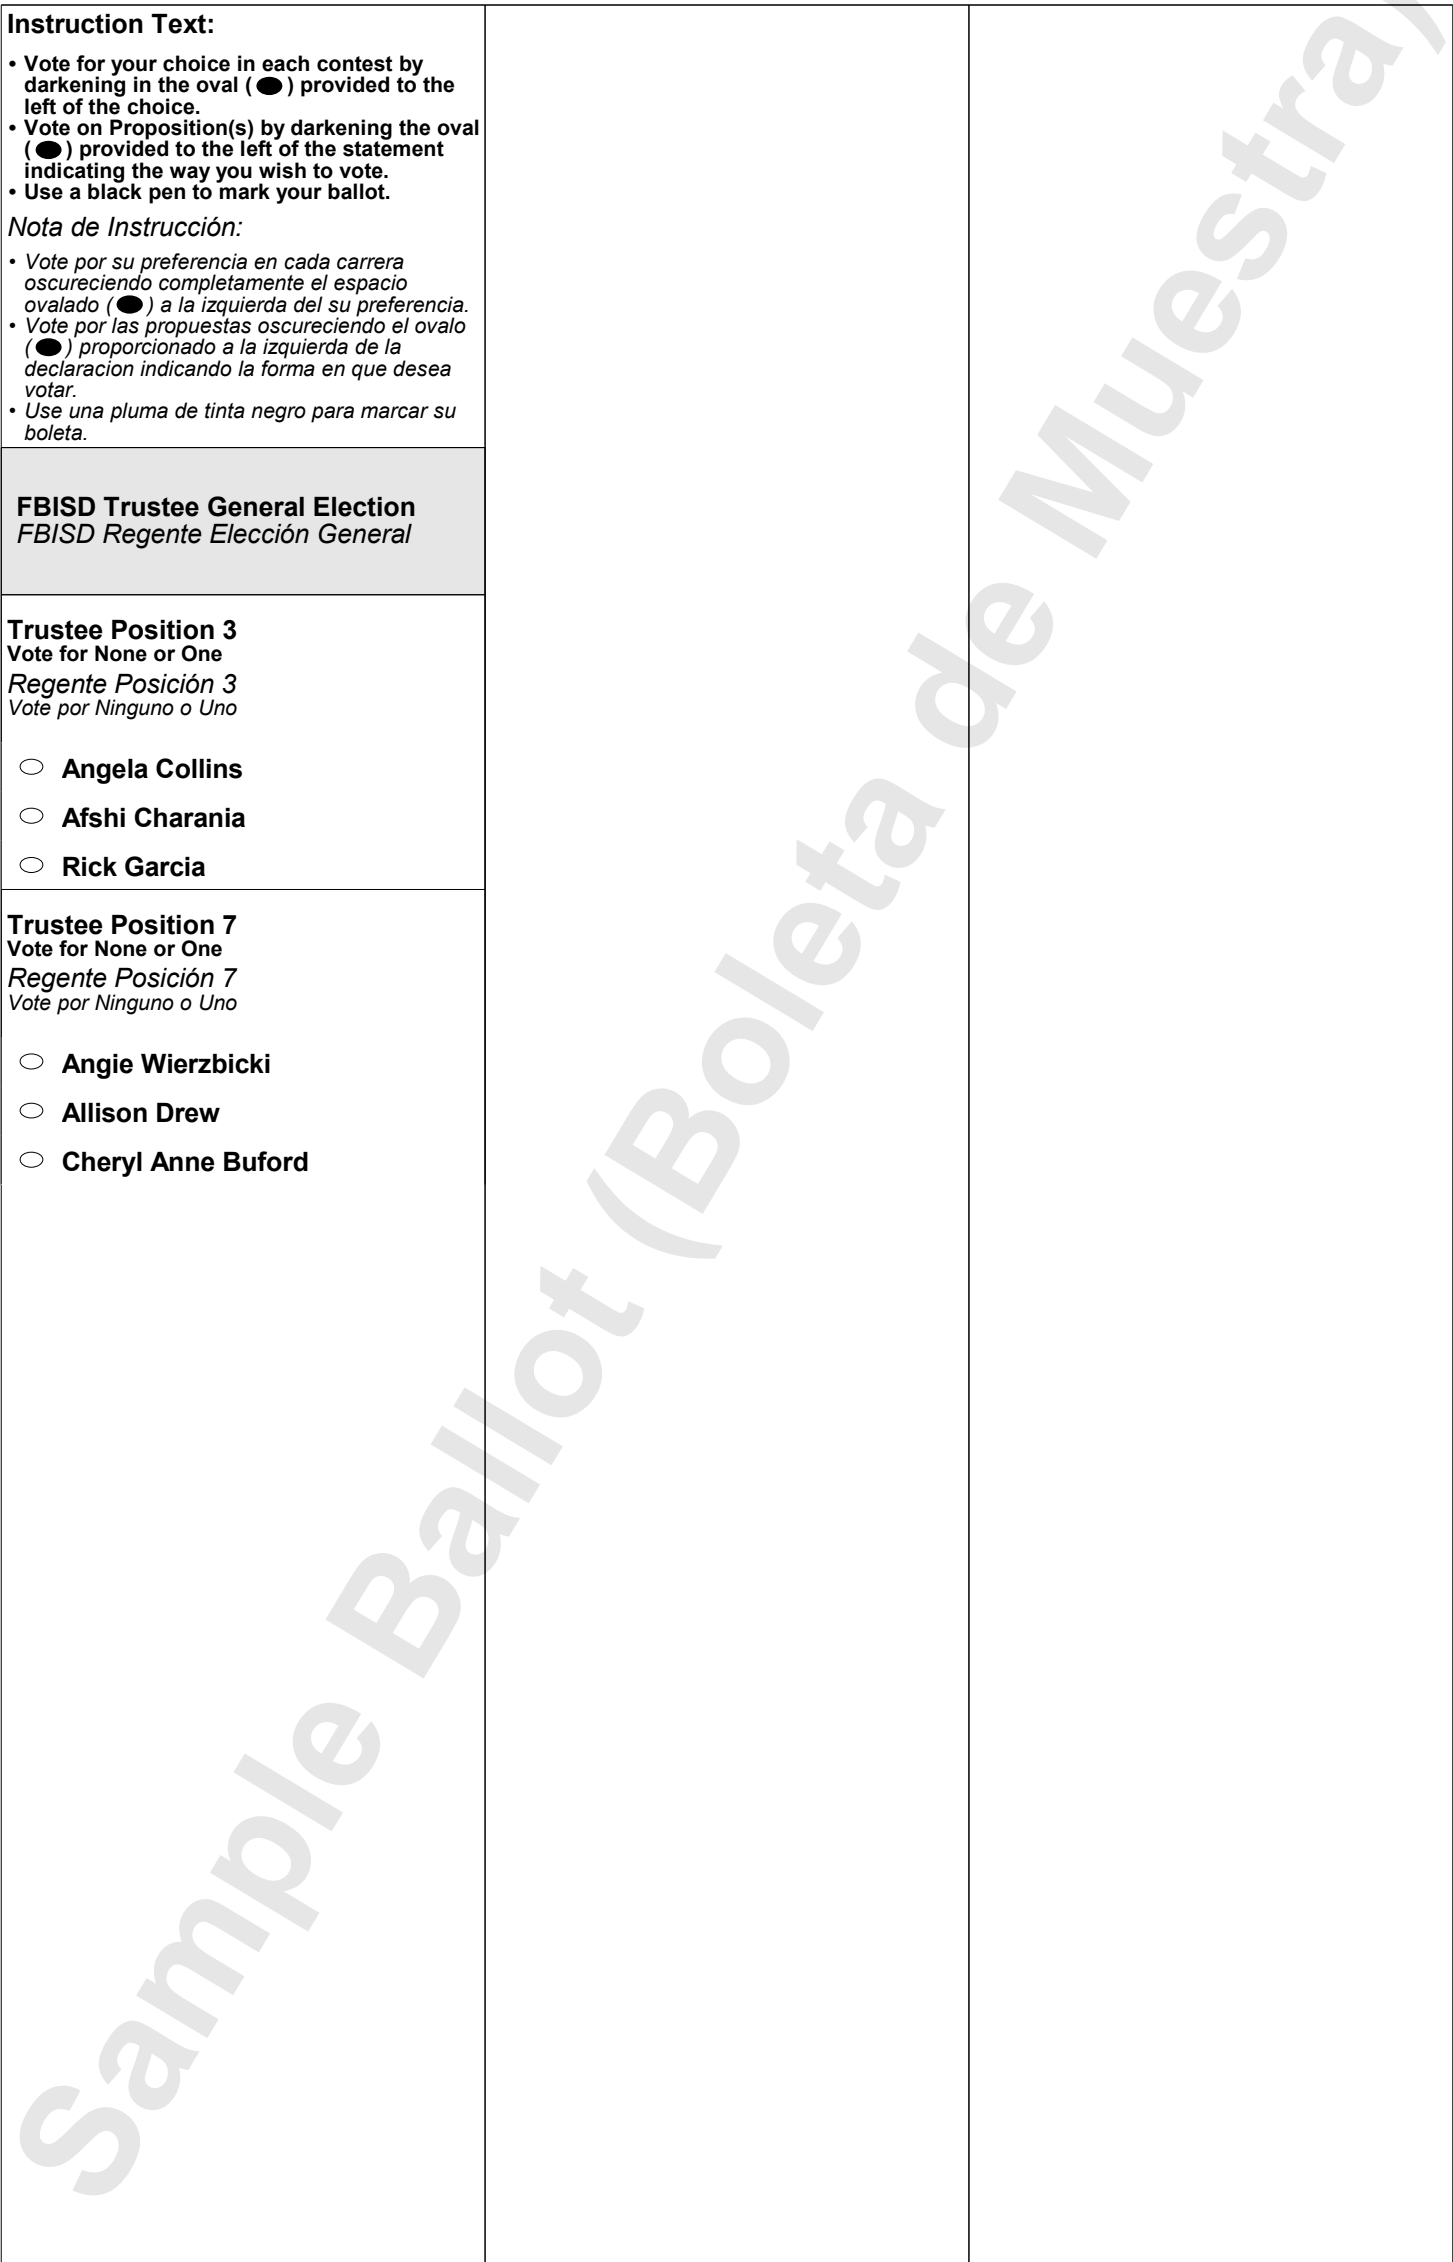 Instruction Text:
• Vote for your choice in each contest by
darkening in the oval ( ) provided to the
left of the choice.
• Vote on Proposition(s) by darkening the oval
( ) provided to the left of the statement
indicating the way you wish to vote.
• Use a black pen to mark your ballot.
Nota de Instrucción:
• Vote por su preferencia en cada carrera
oscureciendo completamente el espacio
ovalado ( ) a la izquierda del su preferencia.
• Vote por las propuestas oscureciendo el ovalo
( ) proporcionado a la izquierda de la
declaracion indicando la forma en que desea
votar.
• Use una pluma de tinta negro para marcar su
boleta.
FBISD Trustee General Election
FBISD Regente Elección General
Trustee Position 3
Vote for None or One
Regente Posición 3
Vote por Ninguno o Uno
Angela Collins
Afshi Charania
Rick Garcia
Trustee Position 7
Vote for None or One
Regente Posición 7
Vote por Ninguno o Uno
Angie Wierzbicki
Allison Drew
Cheryl Anne Buford
Sample Ballot (Boleta de Muestra)